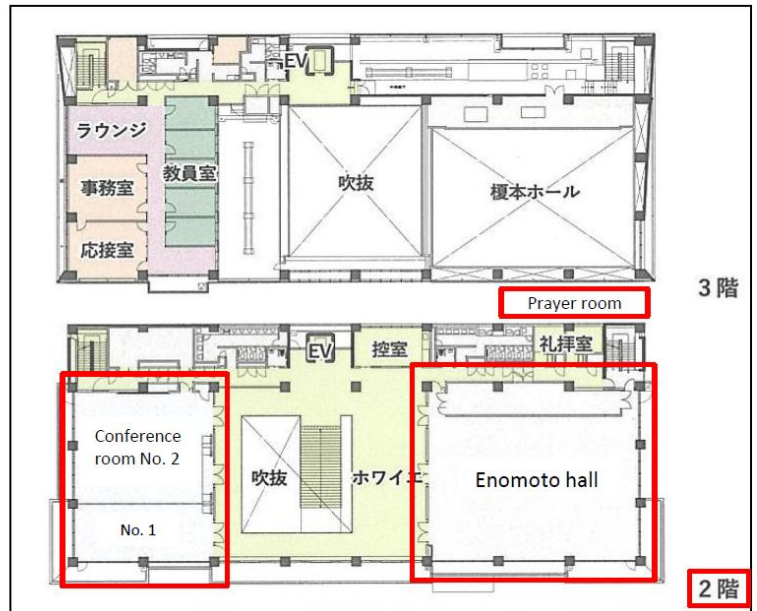 EV
ラウンジ
事務室
教員室
吹抜
榎本ホール
応接室
3階
Prayer room
EV
控室
礼拝室
Conference
room No. 2
吹抜
ホワイエ
Enomoto hall
No. 1
2階